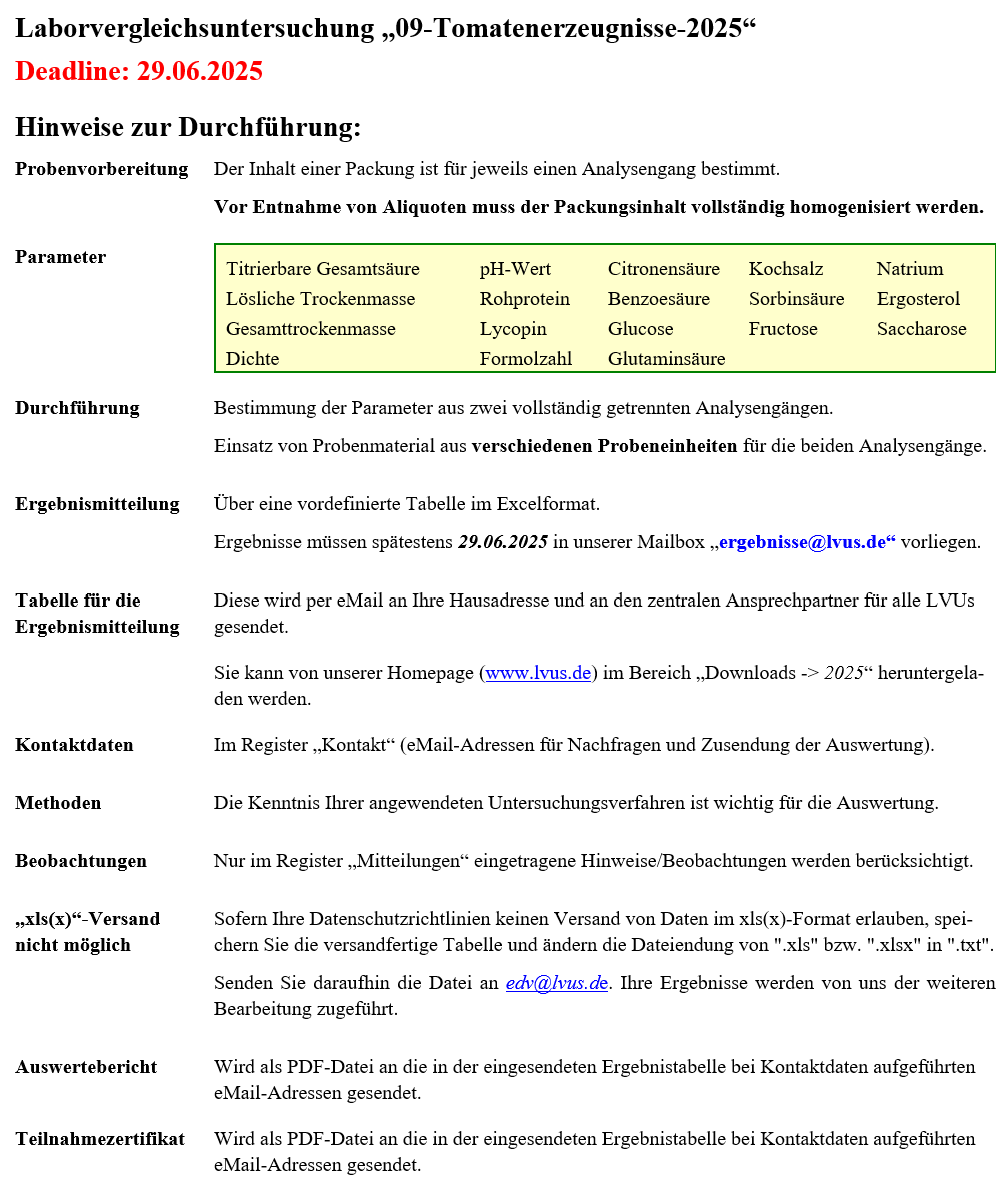 Laborvergleichsuntersuchung „09-Tomatenerzeugnisse-2025“
Deadline: 29.06.2025
Hinweise zur Durchführung:
Probenvorbereitung Der Inhalt einer Packung ist für jeweils einen Analysengang bestimmt.
Vor Entnahme von Aliquoten muss der Packungsinhalt vollständig homogenisiert werden.
Parameter
Titrierbare Gesamtsäure pH-Wert Citronensäure Kochsalz Natrium
Lösliche Trockenmasse Rohprotein Benzoesäure Sorbinsäure Ergosterol
Gesamttrockenmasse Lycopin Glucose Fructose Saccharose
Dichte Formolzahl Glutaminsäure
Durchführung Bestimmung der Parameter aus zwei vollständig getrennten Analysengängen.
Einsatz von Probenmaterial aus verschiedenen Probeneinheiten für die beiden Analysengänge.
Ergebnismitteilung Über eine vordefinierte Tabelle im Excelformat.
Ergebnisse müssen spätestens 29.06.2025 in unserer Mailbox „ergebnisse@lvus.de“ vorliegen.
Tabelle für die Diese wird per eMail an Ihre Hausadresse und an den zentralen Ansprechpartner für alle LVUs
Ergebnismitteilung gesendet.
Sie kann von unserer Homepage (www.lvus.de) im Bereich „Downloads -> 2025“ heruntergela-
den werden.
Kontaktdaten Im Register „Kontakt“ (eMail-Adressen für Nachfragen und Zusendung der Auswertung).
Methoden Die Kenntnis Ihrer angewendeten Untersuchungsverfahren ist wichtig für die Auswertung.
Beobachtungen Nur im Register „Mitteilungen“ eingetragene Hinweise/Beobachtungen werden berücksichtigt.
„xls(x)“-Versand Sofern Ihre Datenschutzrichtlinien keinen Versand von Daten im xls(x)-Format erlauben, spei-
nicht möglich chern Sie die versandfertige Tabelle und ändern die Dateiendung von ".xls" bzw. ".xlsx" in ".txt".
Senden Sie daraufhin die Datei an edv@lvus.de. Ihre Ergebnisse werden von uns der weiteren
Bearbeitung zugeführt.
Auswertebericht Wird als PDF-Datei an die in der eingesendeten Ergebnistabelle bei Kontaktdaten aufgeführten
eMail-Adressen gesendet.
Teilnahmezertifikat Wird als PDF-Datei an die in der eingesendeten Ergebnistabelle bei Kontaktdaten aufgeführten
eMail-Adressen gesendet.